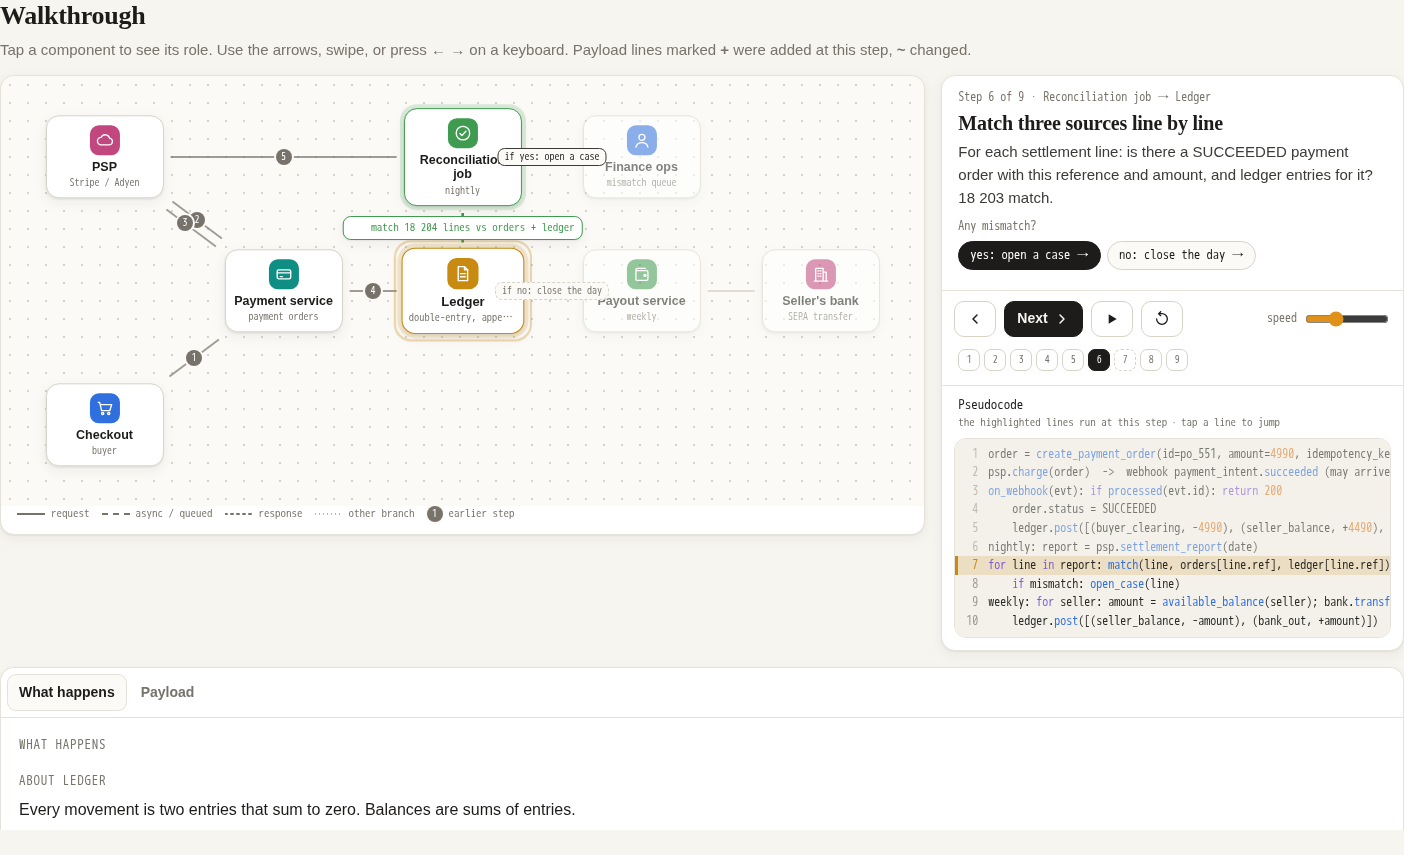 Walkthrough
Tap a component to see its role. Use the arrows, swipe, or press ← → on a keyboard. Payload lines marked + were added at this step, ~ changed.
PSP
Stripe / Adyen
5
Reconciliation
job
nightly
if yes: open a case
Finance ops
mismatch queue
3
2
match 18 204 lines vs orders + ledger
Payment service
payment orders
4
Ledger
double-entry, appe…
if no: close the day
Payout service
weekly
Seller's bank
SEPA transfer
1
Checkout
buyer
request
async / queued
response
other branch
1 earlier step
Step 6 of 9 · Reconciliation job → Ledger
Match three sources line by line
For each settlement line: is there a SUCCEEDED payment
order with this reference and amount, and ledger entries for it?
18 203 match.
Any mismatch?
yes: open a case →
no: close the day →
Next
speed
1 2 3 4 5 6 7 8 9
Pseudocode
the highlighted lines run at this step · tap a line to jump
1 order = create_payment_order(id=po_551, amount=4990, idempotency_ke
2 psp.charge(order) -> webhook payment_intent.succeeded (may arrive
3 on_webhook(evt): if processed(evt.id): return 200
4 order.status = SUCCEEDED
5 ledger.post([(buyer_clearing, -4990), (seller_balance, +4490),
6 nightly: report = psp.settlement_report(date)
7 for line in report: match(line, orders[line.ref], ledger[line.ref])
8 if mismatch: open_case(line)
9 weekly: for seller: amount = available_balance(seller); bank.transf
10 ledger.post([(seller_balance, -amount), (bank_out, +amount)])
What happens
Payload
WHAT HAPPENS
ABOUT LEDGER
Every movement is two entries that sum to zero. Balances are sums of entries.